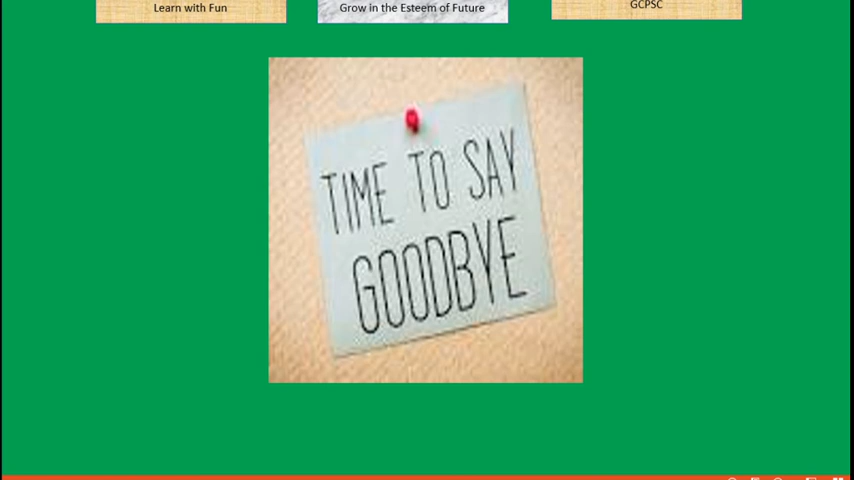 Learn with Fun
Grow in the Esteem of Future
GCPSC
TIME TO SAY
GOODBYE